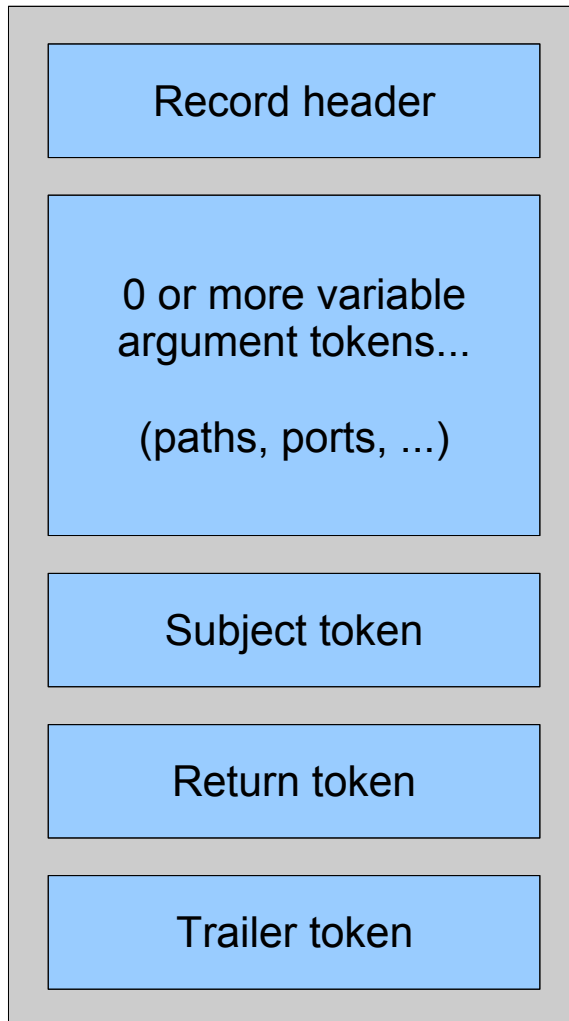 Record header
0 or more variable
argument tokens...
(paths, ports, ...)
Subject token
Return token
Trailer token